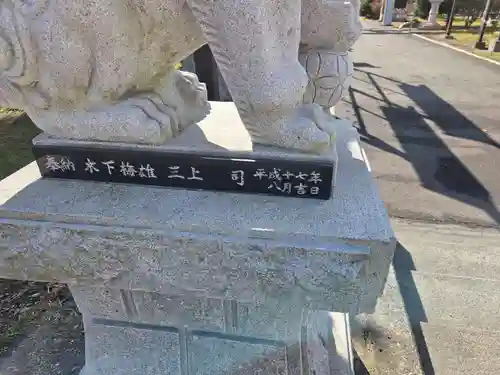 奉納 木下梅雄 三上 司 平成十七年
八月吉日